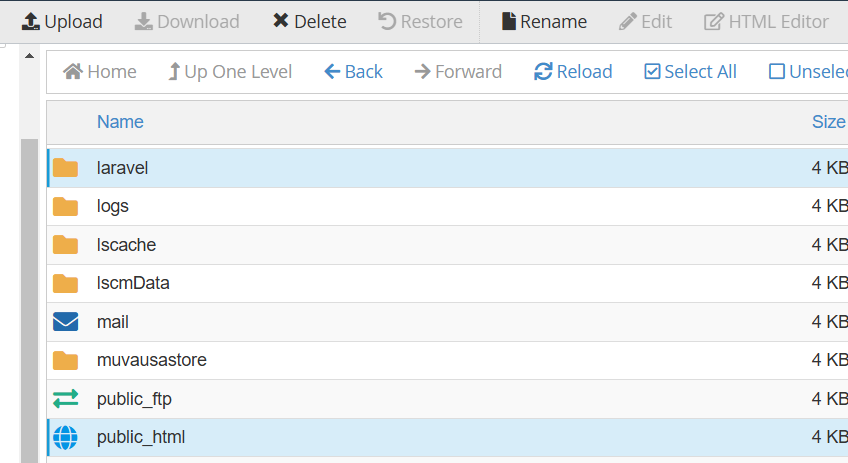 Upload Download Delete Restore Rename Edit HTML Editor
Home Up One Level Back Forward Reload Select All Unselec
Name Size
laravel 4 KB
logs 4 KB
lscache 4 KB
lscmData 4 KB
mail 4 KB
muvausastore 4 KB
public_ftp 4 KB
public_html 4 KB